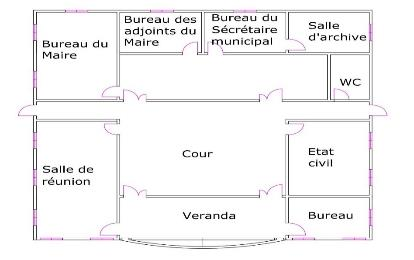 Bureau du
Maire
Bureau des
adjoints du
Maire
Bureau du
Sécrétaire
municipal
Salle
d'archive
WC
Salle de
réunion
Cour
Etat
civil
Veranda
Bureau